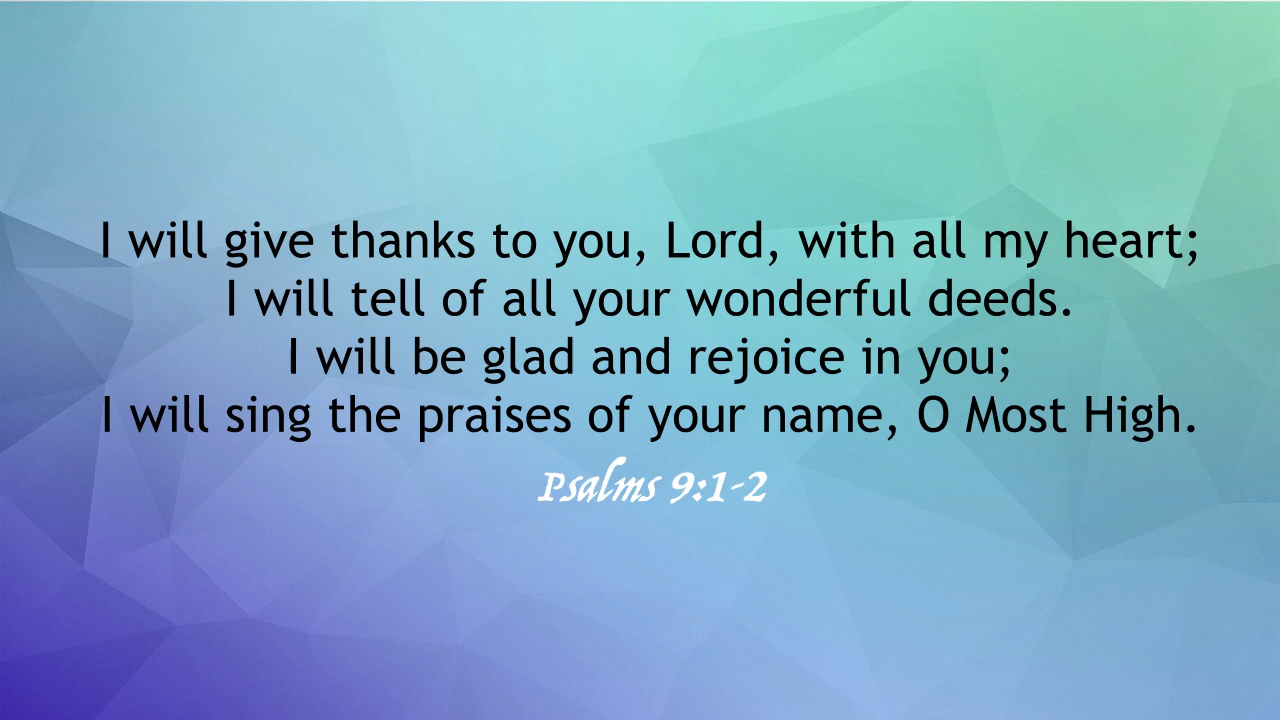 I will give thanks to you, Lord, with all my heart;
I will tell of all your wonderful deeds.
I will be glad and rejoice in you;
I will sing the praises of your name, O Most High.
Psalms 9:1-2